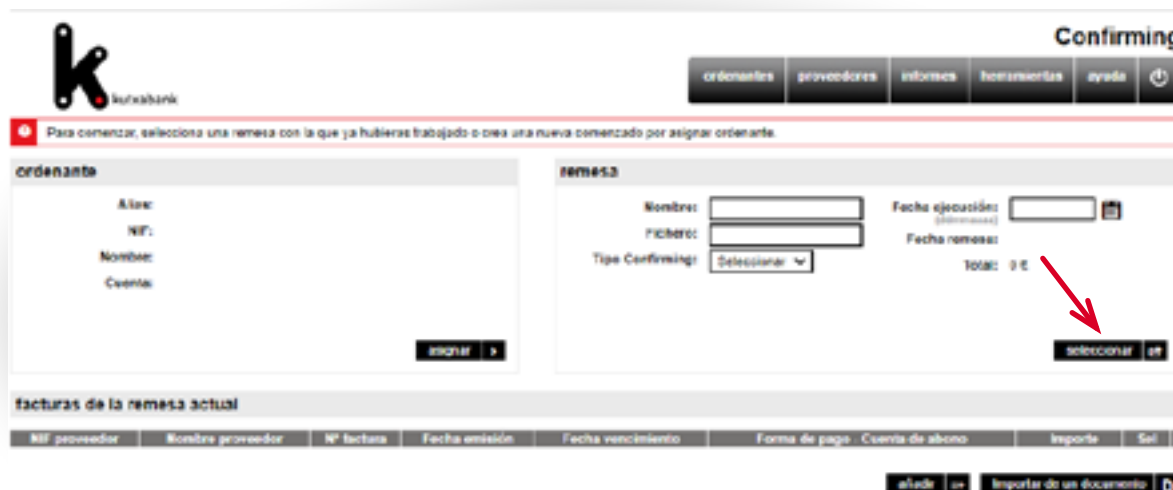 Confirming
kutxabank
ordenantes proveedores informes herramientas ayuda
Para comenzar, selecciona una remesa con la que ya hubieras trabajado o crea una nueva comenzado por asignar ordenante.
ordenante
Alias:
NIF:
Nombre:
Cuenta:
asignar
remesa
Nombre:
Fichero:
Tipo Confirming: Seleccionar
Fecha ejecución:
Fecha remesa:
Total: 0 €
seleccionar
facturas de la remesa actual
NIF proveedor Nombre proveedor Nº factura Fecha emisión Fecha vencimiento Forma de pago - Cuenta de abono Importe Sel
añadir Importar de un documento